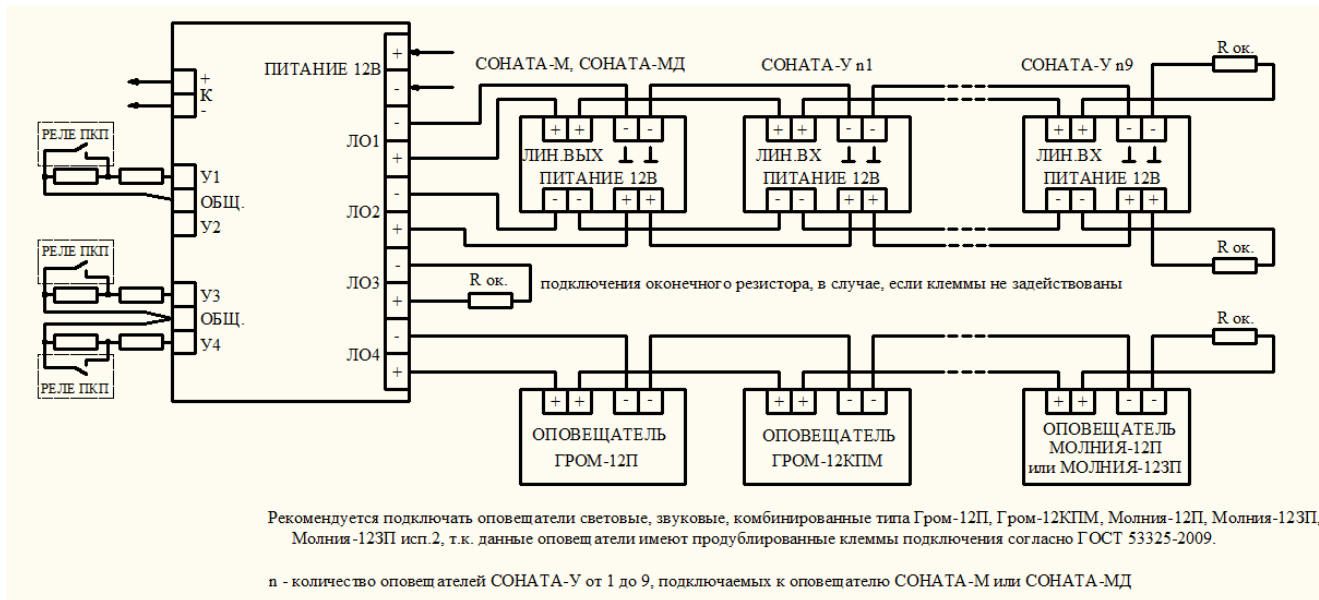 ПИТАНИЕ 12В
+
-
+
К
-
РЕЛЕ ПКП
У1
ОБЩ.
У2
РЕЛЕ ПКП
У3
ОБЩ.
У4
РЕЛЕ ПКП
-
ЛО1
+
-
ЛО2
+
-
ЛО3
+
-
ЛО4
+
СОНАТА-М, СОНАТА-МД
СОНАТА-У n1
СОНАТА-У n9
R ок.
+ + - -
+ + - -
+ + - -
ЛИН.ВЫХ
ЛИН.ВХ
ЛИН.ВХ
ПИТАНИЕ 12В
ПИТАНИЕ 12В
ПИТАНИЕ 12В
- - + +
- - + +
- - + +
R ок.
R ок.
подключения оконечного резистора, в случае, если клеммы не задействованы
R ок.
+ + - -
+ + - -
+ + - -
ОПОВЕЩАТЕЛЬ
ГРОМ-12П
ОПОВЕЩАТЕЛЬ
ГРОМ-12КПМ
ОПОВЕЩАТЕЛЬ
МОЛНИЯ-12П
или МОЛНИЯ-12ЗП
Рекомендуется подключать оповещатели световые, звуковые, комбинированные типа Гром-12П, Гром-12КПМ, Молния-12П, Молния-12ЗП,
Молния-12ЗП исп.2, т.к. данные оповещатели имеют продублированные клеммы подключения согласно ГОСТ 53325-2009.
n - количество оповещателей СОНАТА-У от 1 до 9, подключаемых к оповещателю СОНАТА-М или СОНАТА-МД